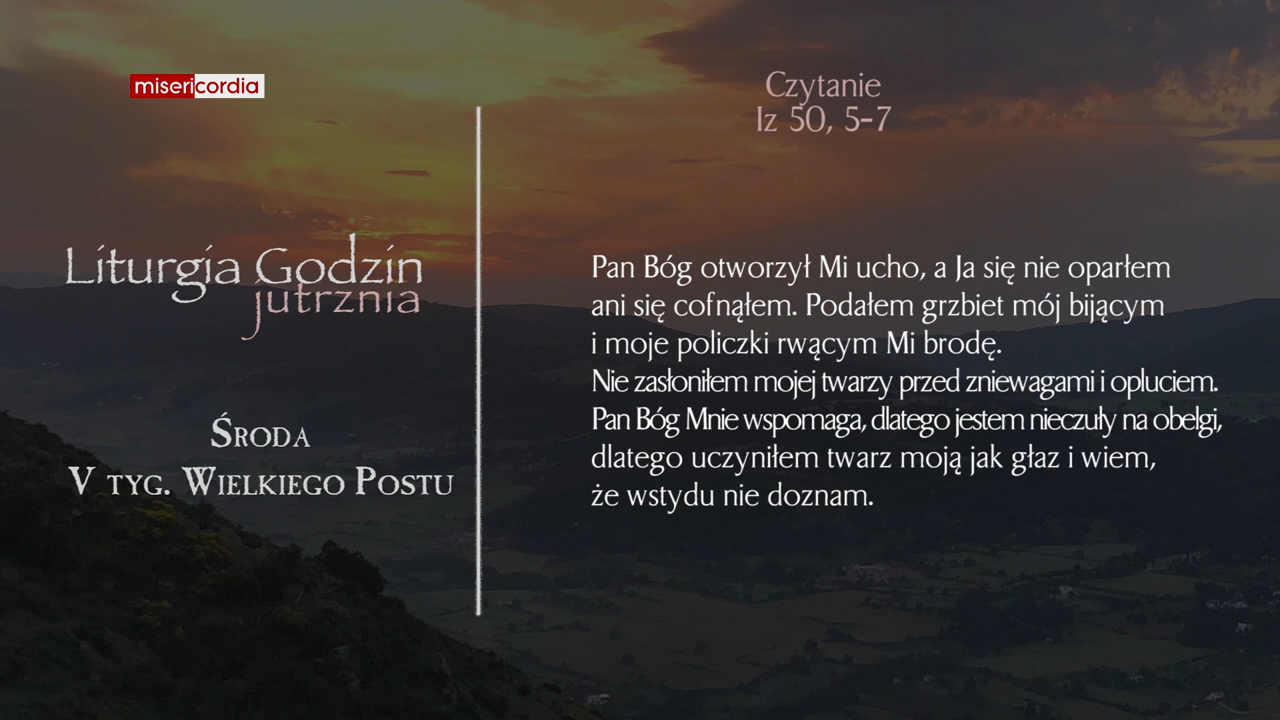 misericordia
Liturgia Godzin
jutrznia
Środa
V tyg. Wielkiego Postu
Czytanie
Iz 50, 5-7
Pan Bóg otworzył Mi ucho, a Ja się nie oparłem
ani się cofnąłem. Podałem grzbiet mój bijącym
i moje policzki rwącym Mi brodę.
Nie zasłoniłem mojej twarzy przed zniewagami i opluciem.
Pan Bóg Mnie wspomaga, dlatego jestem nieczuły na obelgi,
dlatego uczyniłem twarz moją jak głaz i wiem,
że wstydu nie doznam.